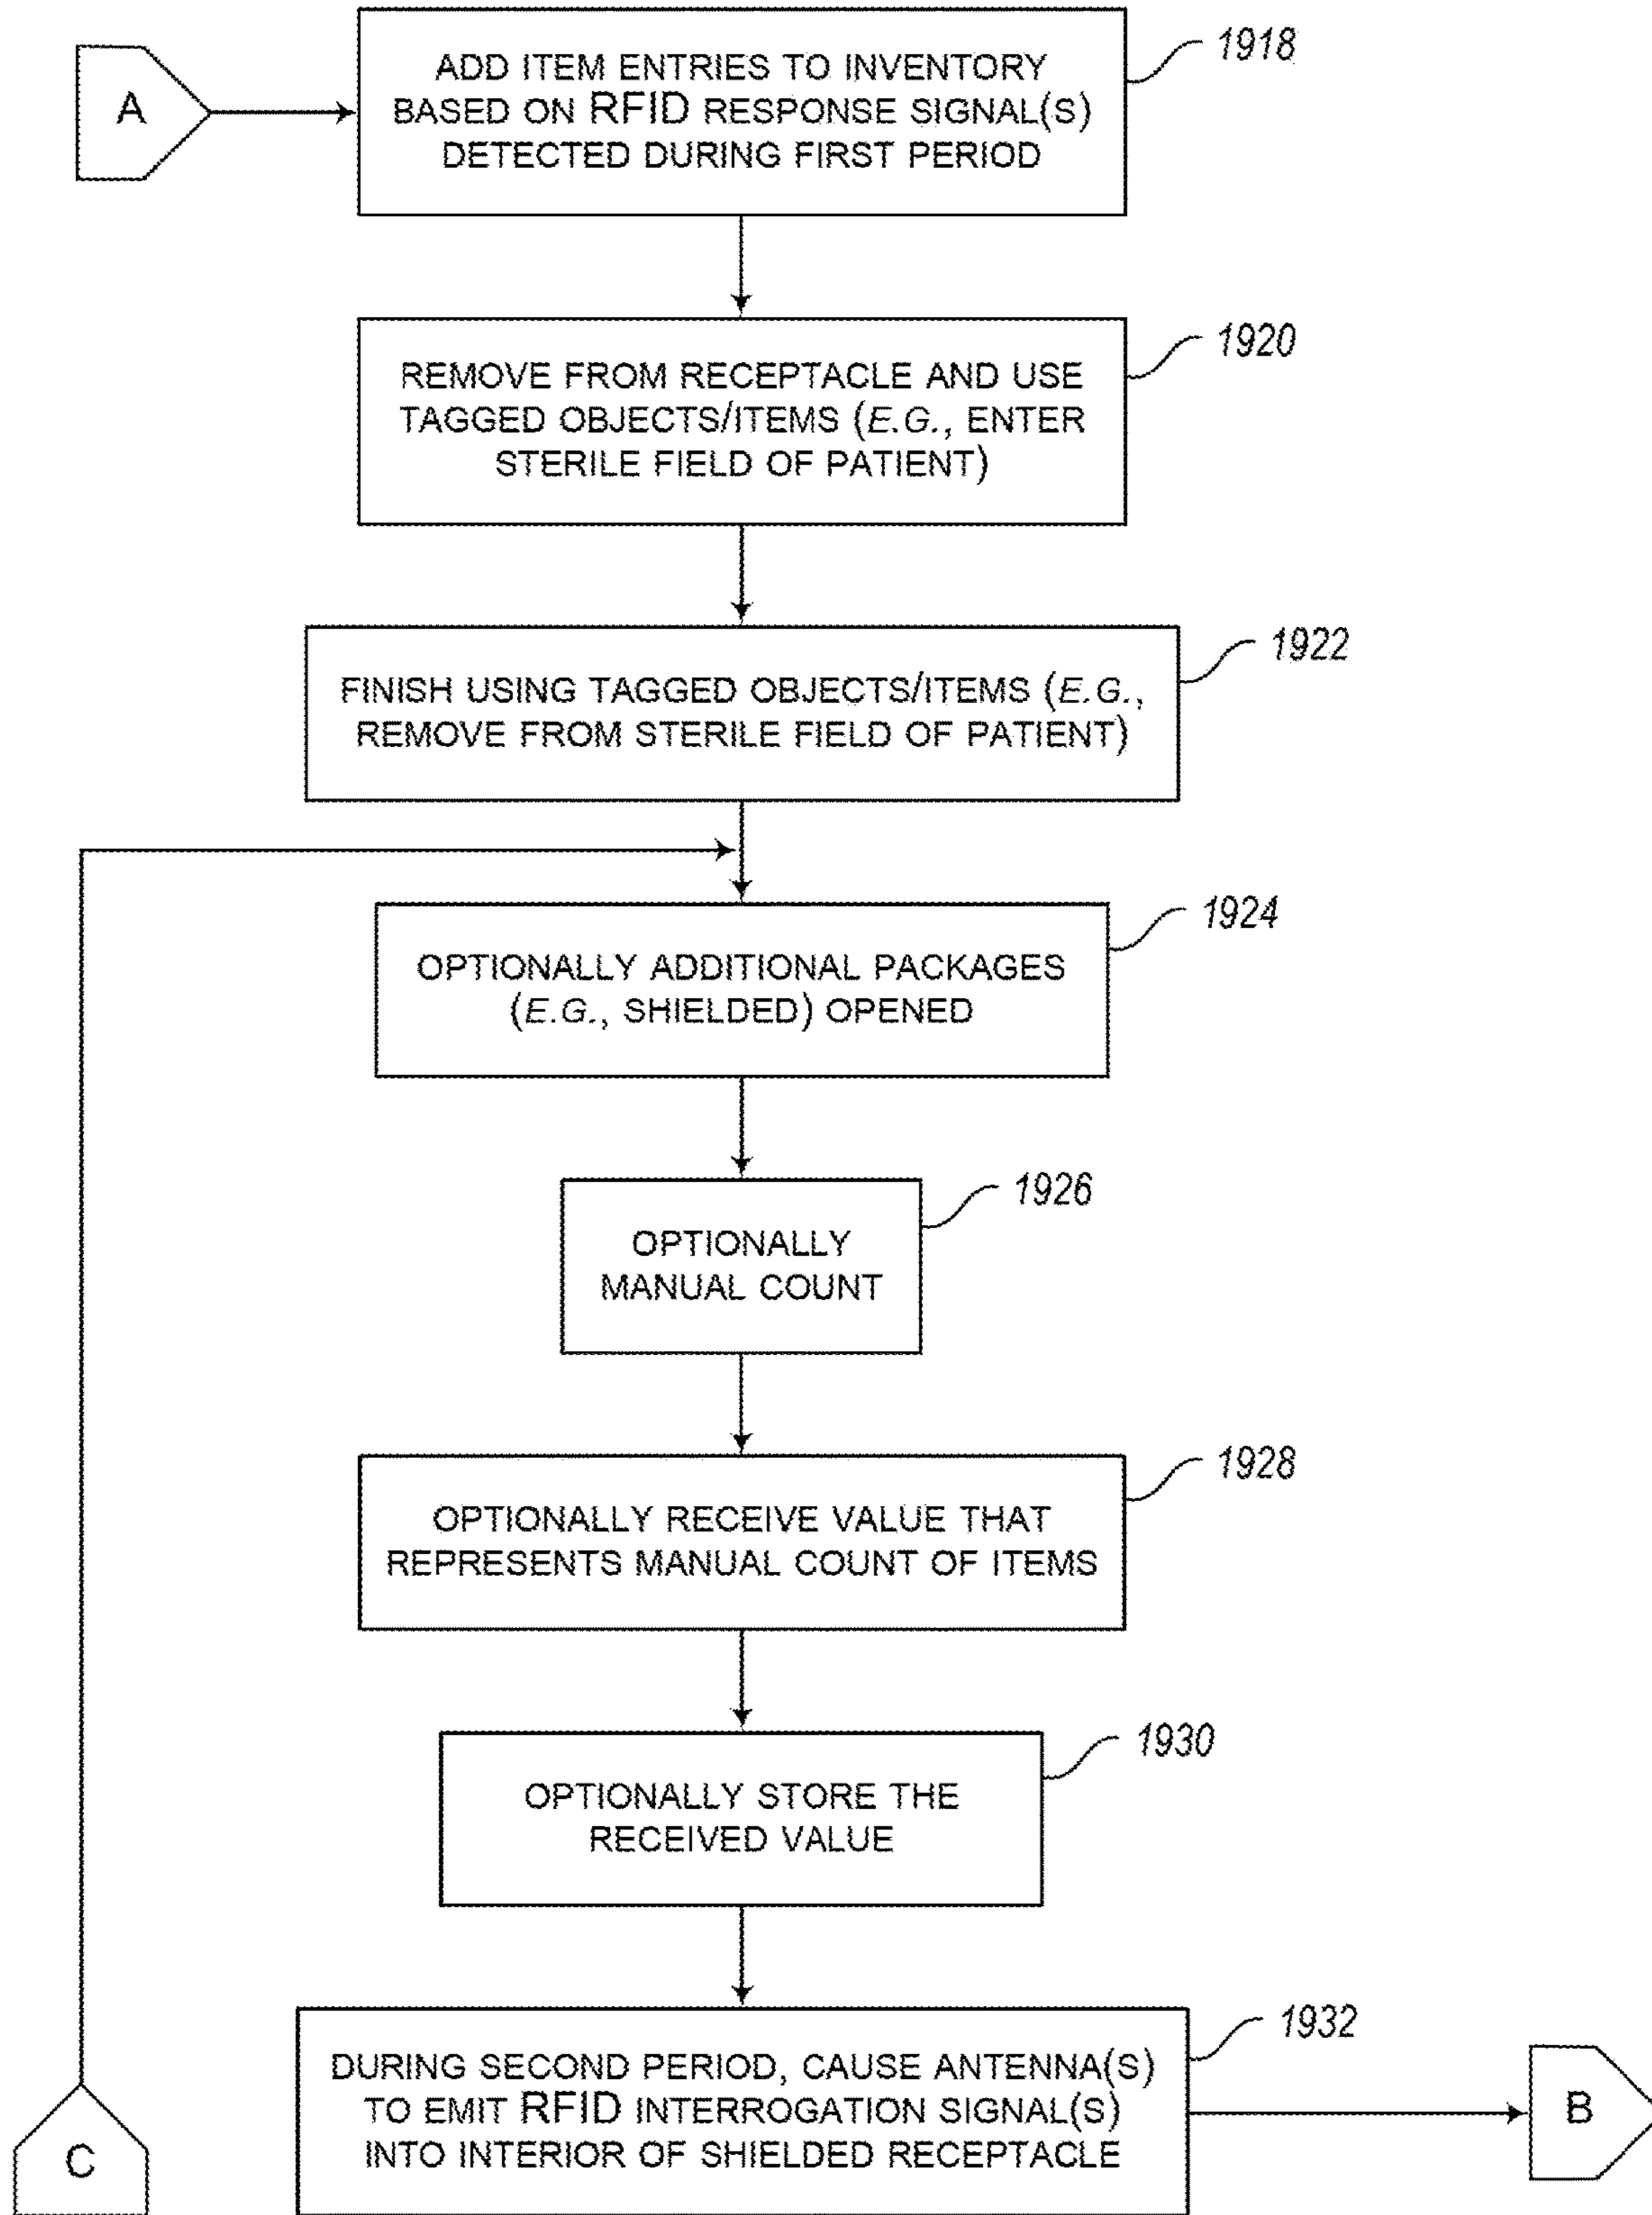 A
ADD ITEM ENTRIES TO INVENTORY
BASED ON RFID RESPONSE SIGNAL(S)
DETECTED DURING FIRST PERIOD
1918
REMOVE FROM RECEPTACLE AND USE
TAGGED OBJECTS/ITEMS (E.G., ENTER
STERILE FIELD OF PATIENT)
1920
FINISH USING TAGGED OBJECTS/ITEMS (E.G.,
REMOVE FROM STERILE FIELD OF PATIENT)
1922
OPTIONALLY ADDITIONAL PACKAGES
(E.G., SHIELDED) OPENED
1924
OPTIONALLY
MANUAL COUNT
1926
OPTIONALLY RECEIVE VALUE THAT
REPRESENTS MANUAL COUNT OF ITEMS
1928
OPTIONALLY STORE THE
RECEIVED VALUE
1930
DURING SECOND PERIOD, CAUSE ANTENNA(S)
TO EMIT RFID INTERROGATION SIGNAL(S)
INTO INTERIOR OF SHIELDED RECEPTACLE
1932
B
C